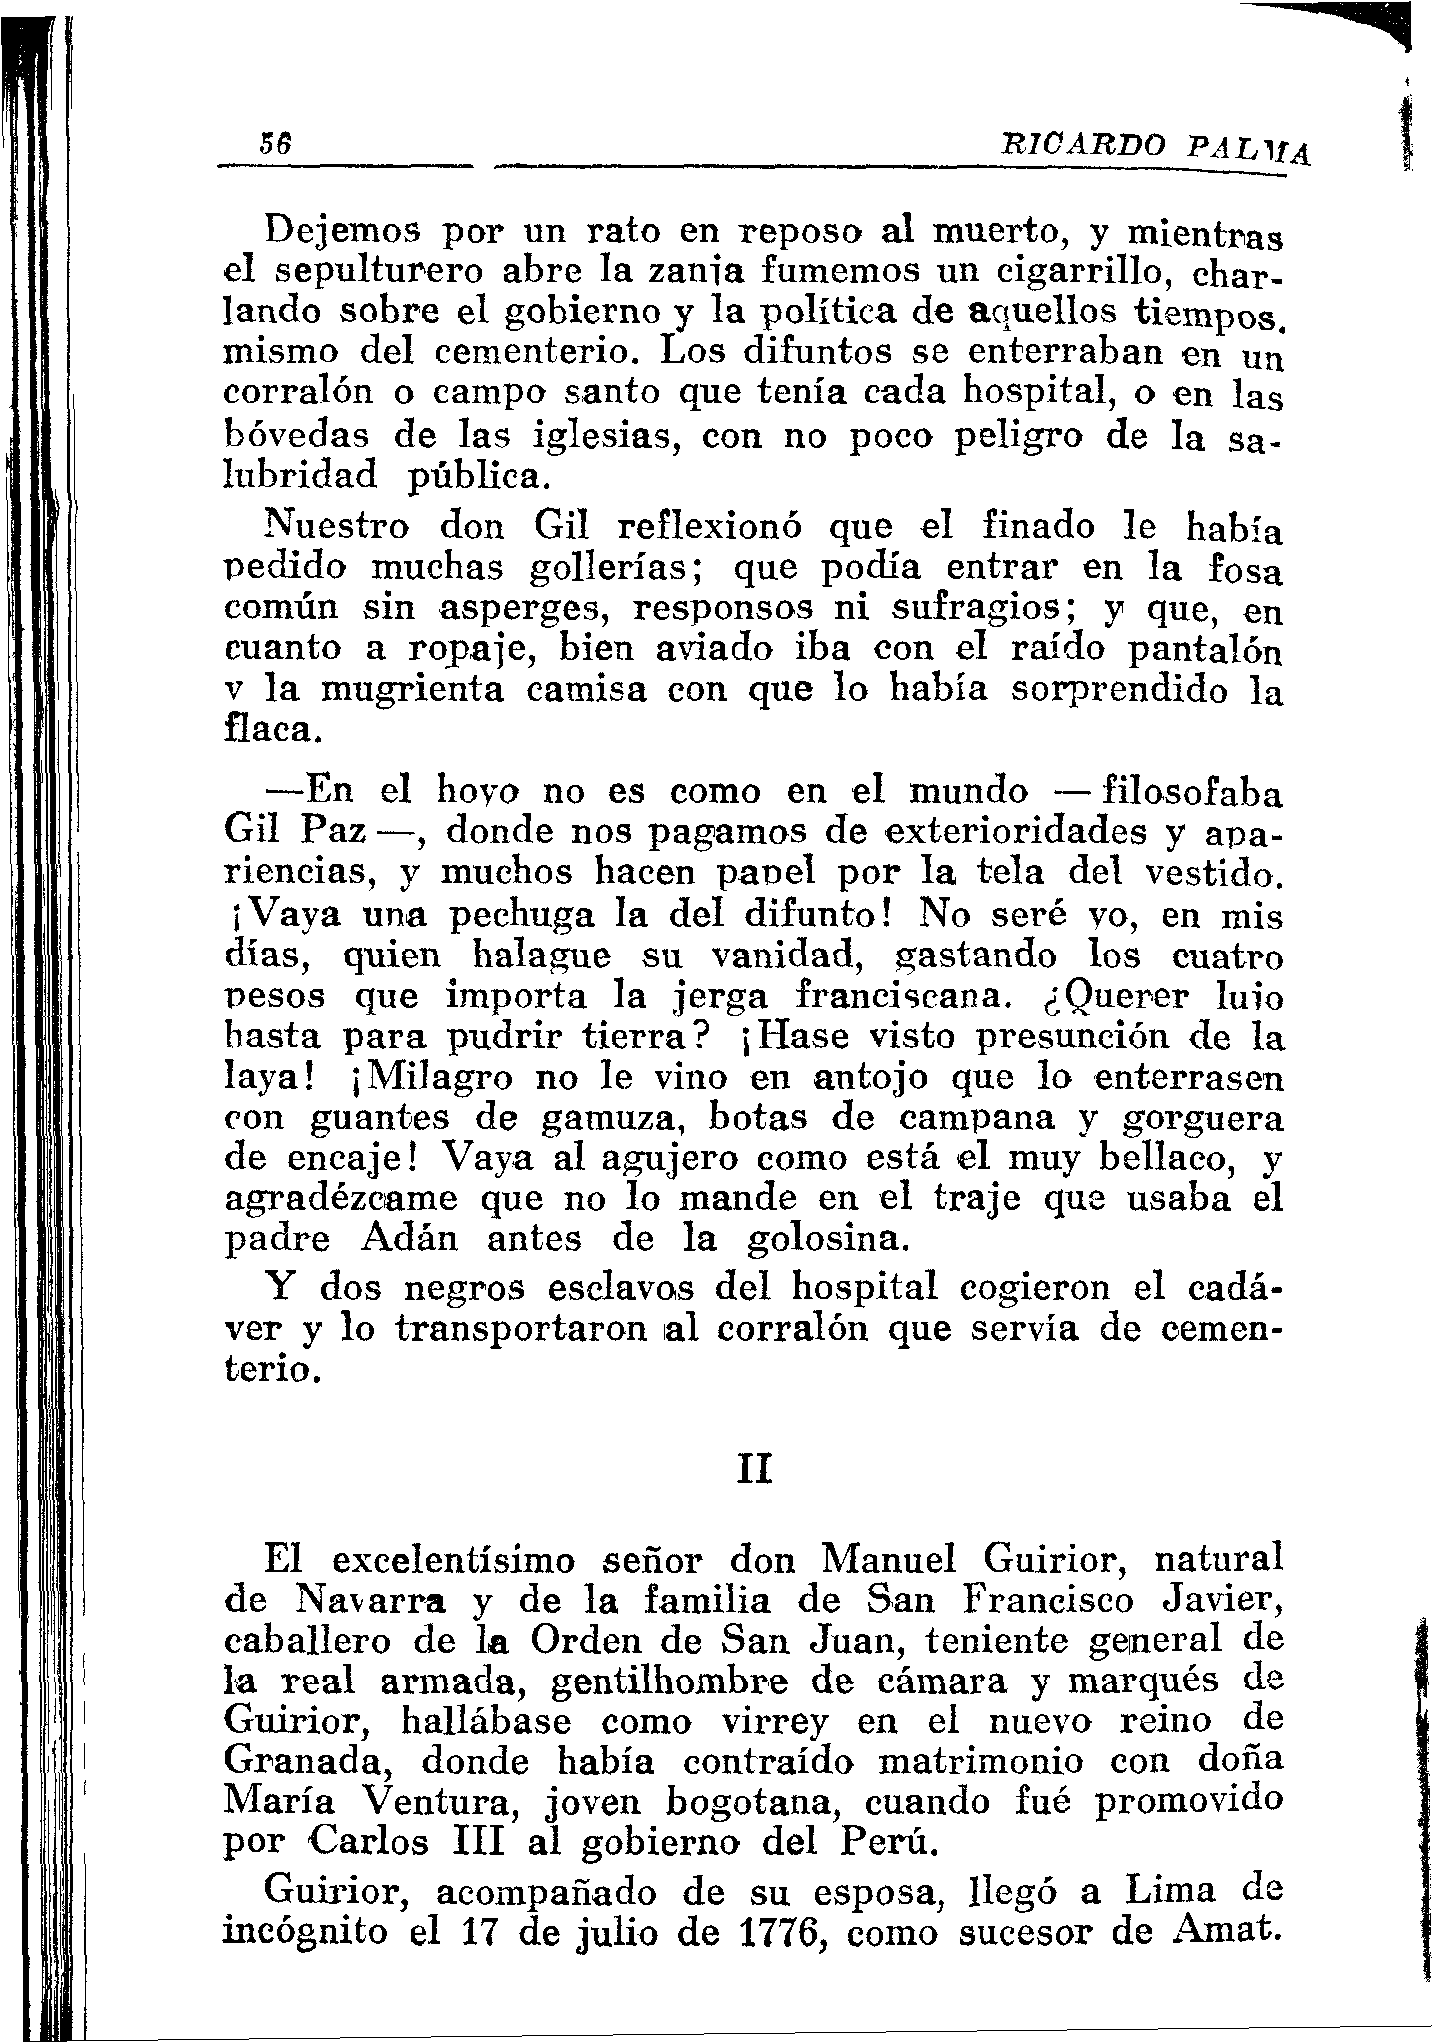 56 RICARDO PALMA
Dejemos por un rato en reposo al muerto, y mientras
el sepulturero abre la zanja fumemos un cigarrillo, char-
lando sobre el gobierno y la política de aquellos tiempos.
mismo del cementerio. Los difuntos se enterraban en un
corralón o campo santo que tenía cada hospital, o en las
bóvedas de las iglesias, con no poco peligro de la sa-
lubridad pública.
Nuestro don Gil reflexionó que el finado le había
pedido muchas gollerías; que podía entrar en la fosa
común sin asperges, responsos ni sufragios; y que, en
cuanto a ropaje, bien aviado iba con el raído pantalón
y la mugrienta camisa con que lo había sorprendido la
flaca.
—En el hoyo no es como en el mundo — filosofaba
Gil Paz —, donde nos pagamos de exterioridades y apa-
riencias, y muchos hacen papel por la tela del vestido.
¡Vaya una pechuga la del difunto! No seré yo, en mis
días, quien halague su vanidad, gastando los cuatro
pesos que importa la jerga franciscana. ¿Querer lujo
hasta para pudrir tierra? ¡Hase visto presunción de la
laya! ¡Milagro no le vino en antojo que lo enterrasen
con guantes de gamuza, botas de campana y gorguera
de encaje! Vaya al agujero como está el muy bellaco, y
agradézcame que no lo mande en el traje que usaba el
padre Adán antes de la golosina.
Y dos negros esclavos del hospital cogieron el cadá-
ver y lo transportaron al corralón que servía de cemen-
terio.
II
El excelentísimo señor don Manuel Guirior, natural
de Navarra y de la familia de San Francisco Javier,
caballero de la Orden de San Juan, teniente general de
la real armada, gentilhombre de cámara y marqués de
Guirior, hallábase como virrey en el nuevo reino de
Granada, donde había contraído matrimonio con doña
María Ventura, joven bogotana, cuando fué promovido
por Carlos III al gobierno del Perú.
Guirior, acompañado de su esposa, llegó a Lima de
incógnito el 17 de julio de 1776, como sucesor de Amat.